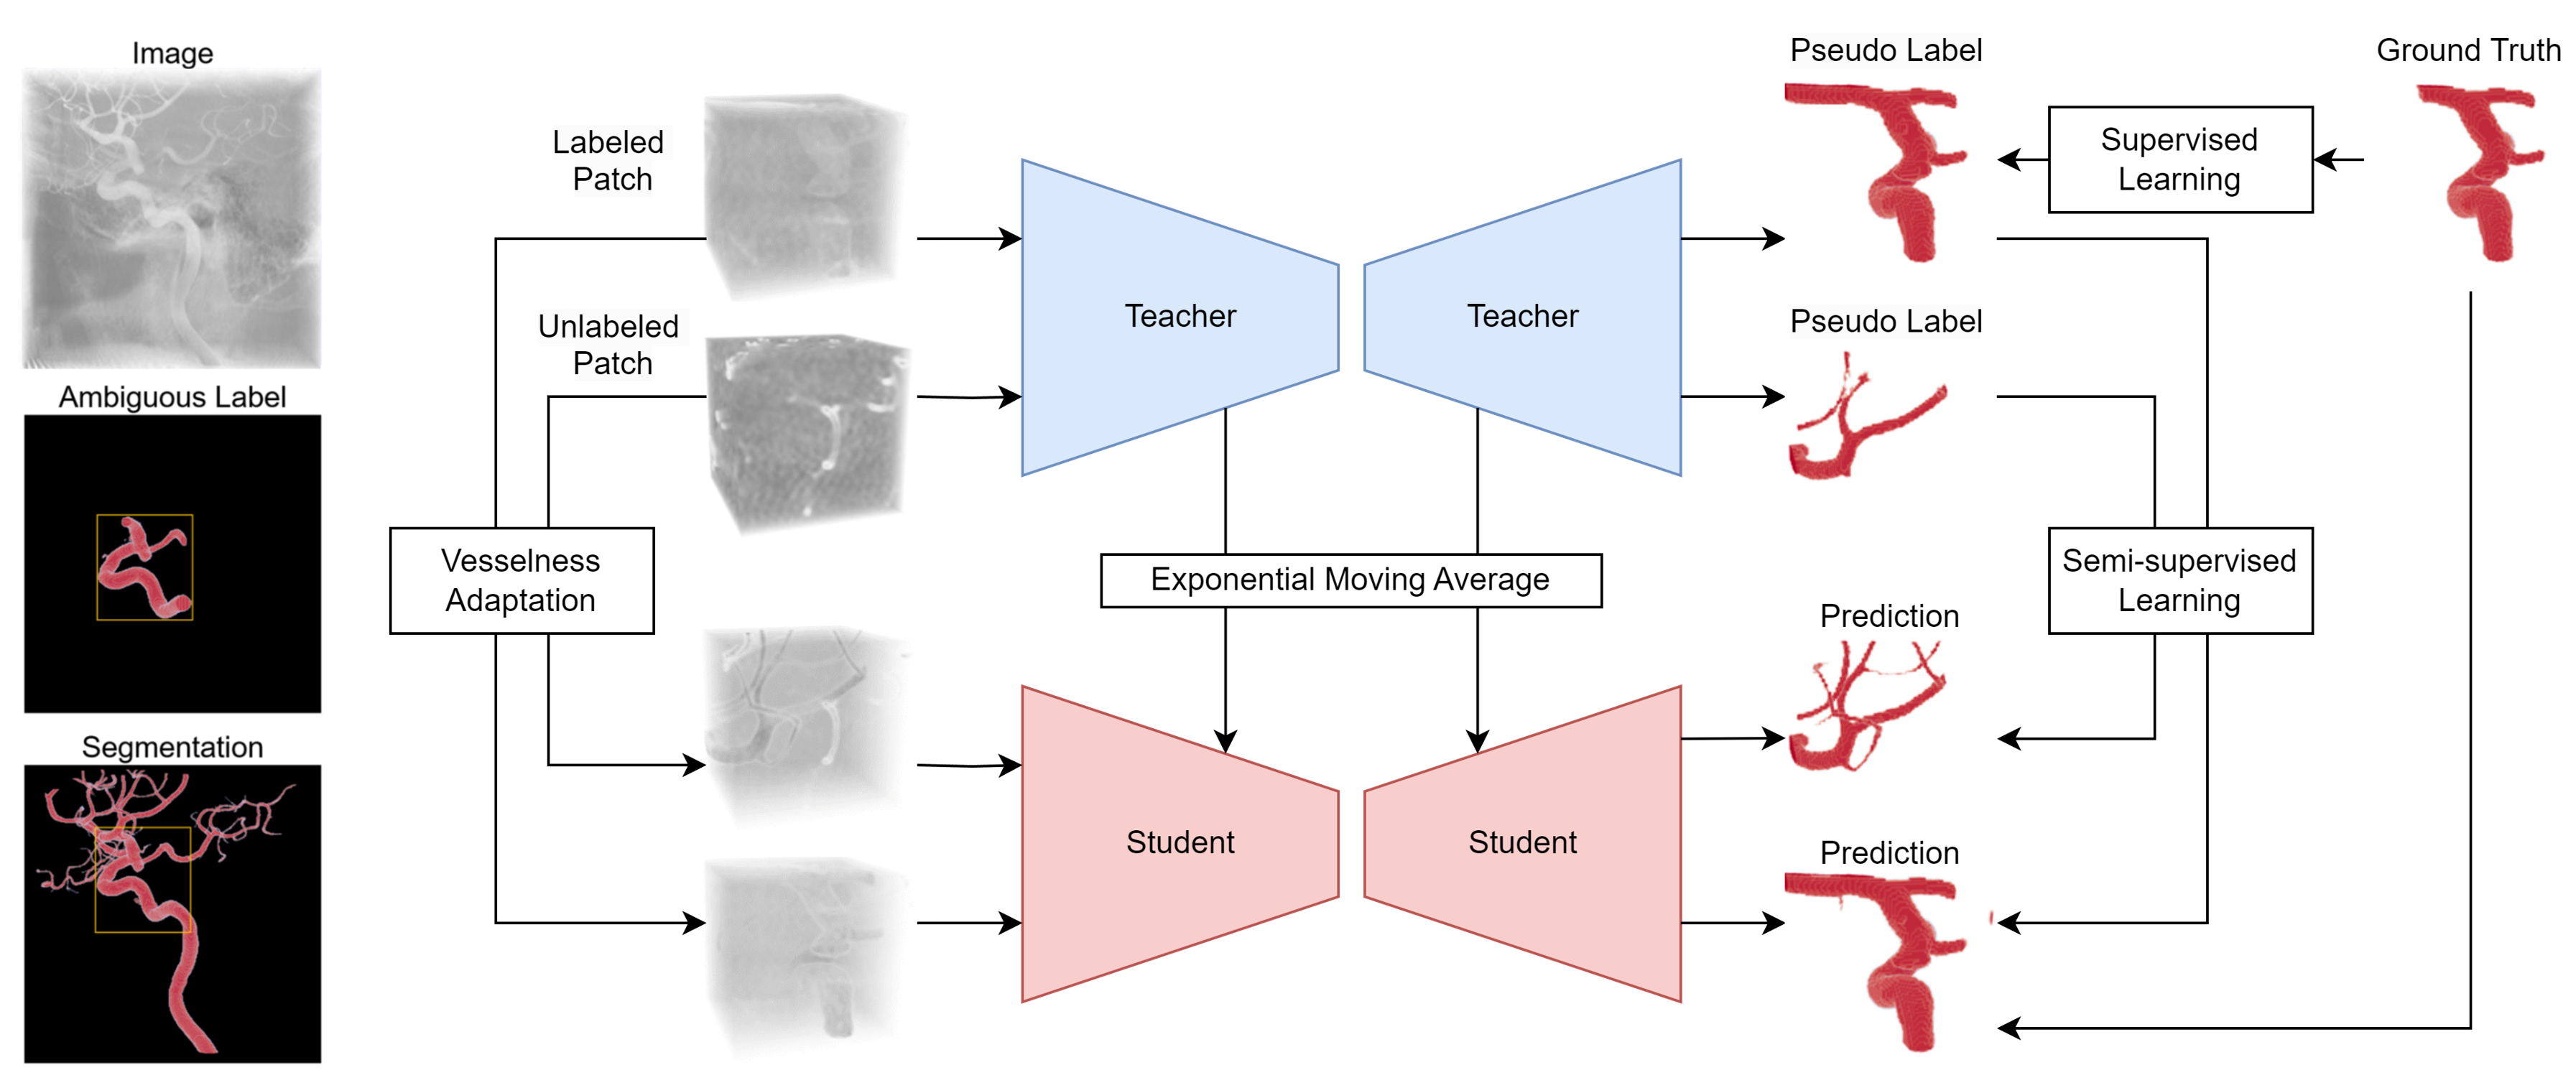 Image
Ambiguous Label
Segmentation
Vesselness
Adaptation
Labeled
Patch
Unlabeled
Patch
Teacher
Teacher
Exponential Moving Average
Student
Student
Pseudo Label
Pseudo Label
Prediction
Prediction
Supervised
Learning
Semi-supervised
Learning
Ground Truth